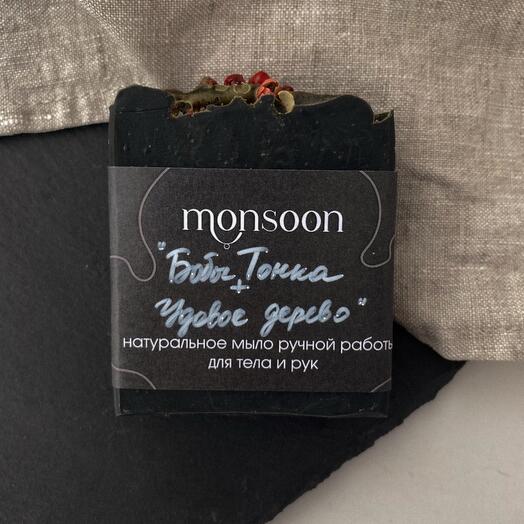 monsoon
"Бобы Тонка
+
Удовое дерево"
натуральное мыло ручной работы
для тела и рук